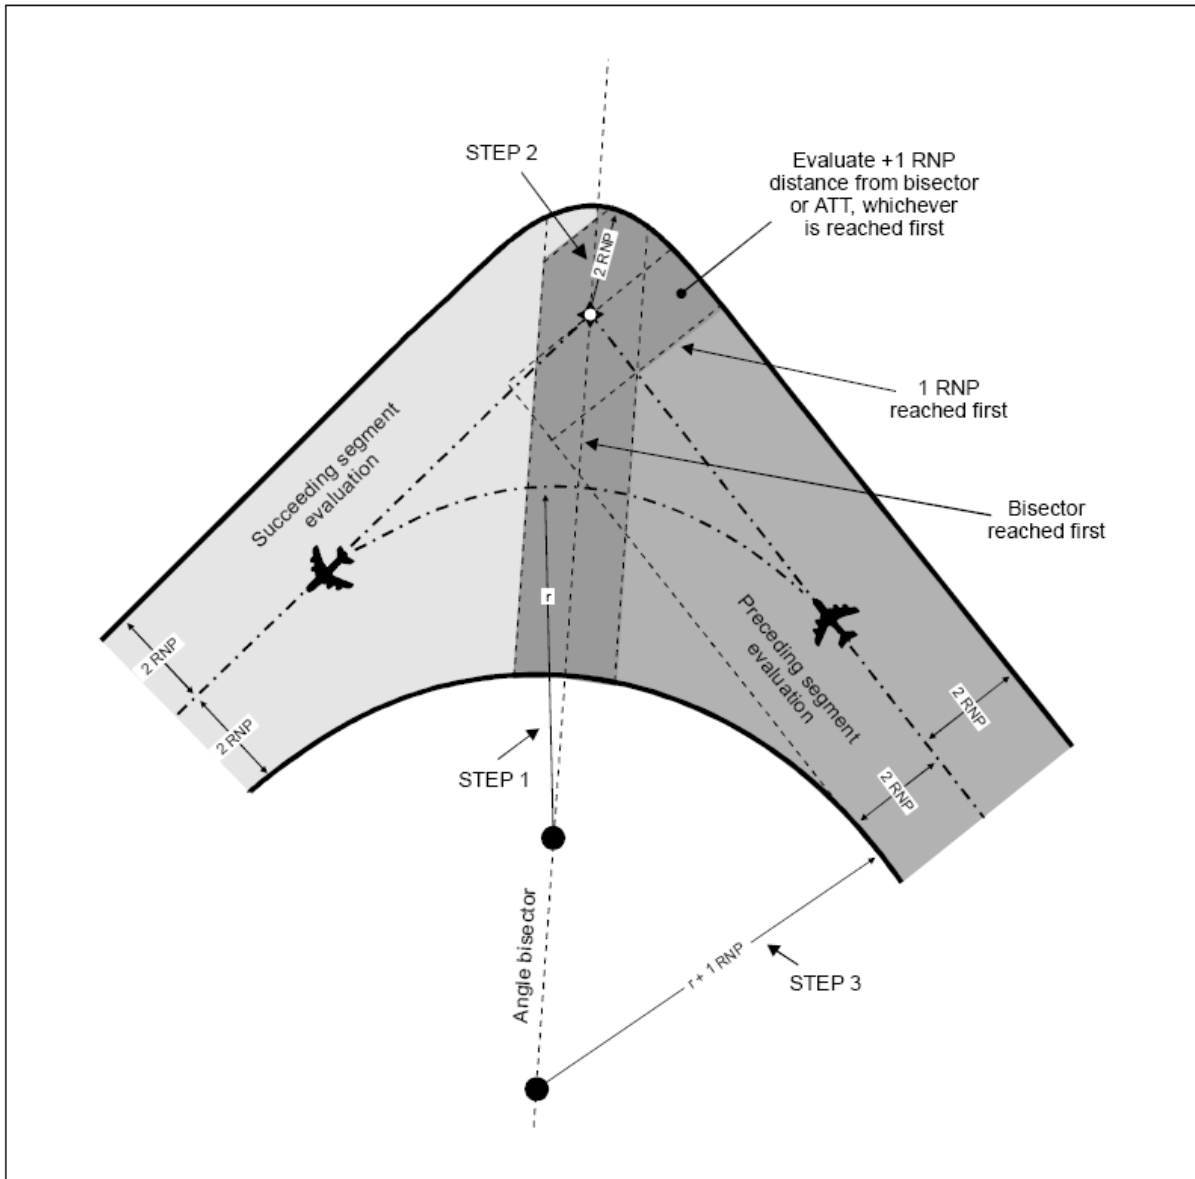 STEP 2
Evaluate +1 RNP
distance from bisector
or ATT, whichever
is reached first
2 RNP
1 RNP
reached first
Succeeding segment
evaluation
Bisector
reached first
r
Preceding segment
evaluation
2 RNP
2 RNP
2 RNP
2 RNP
STEP 1
Angle bisector
r + 1 RNP
STEP 3